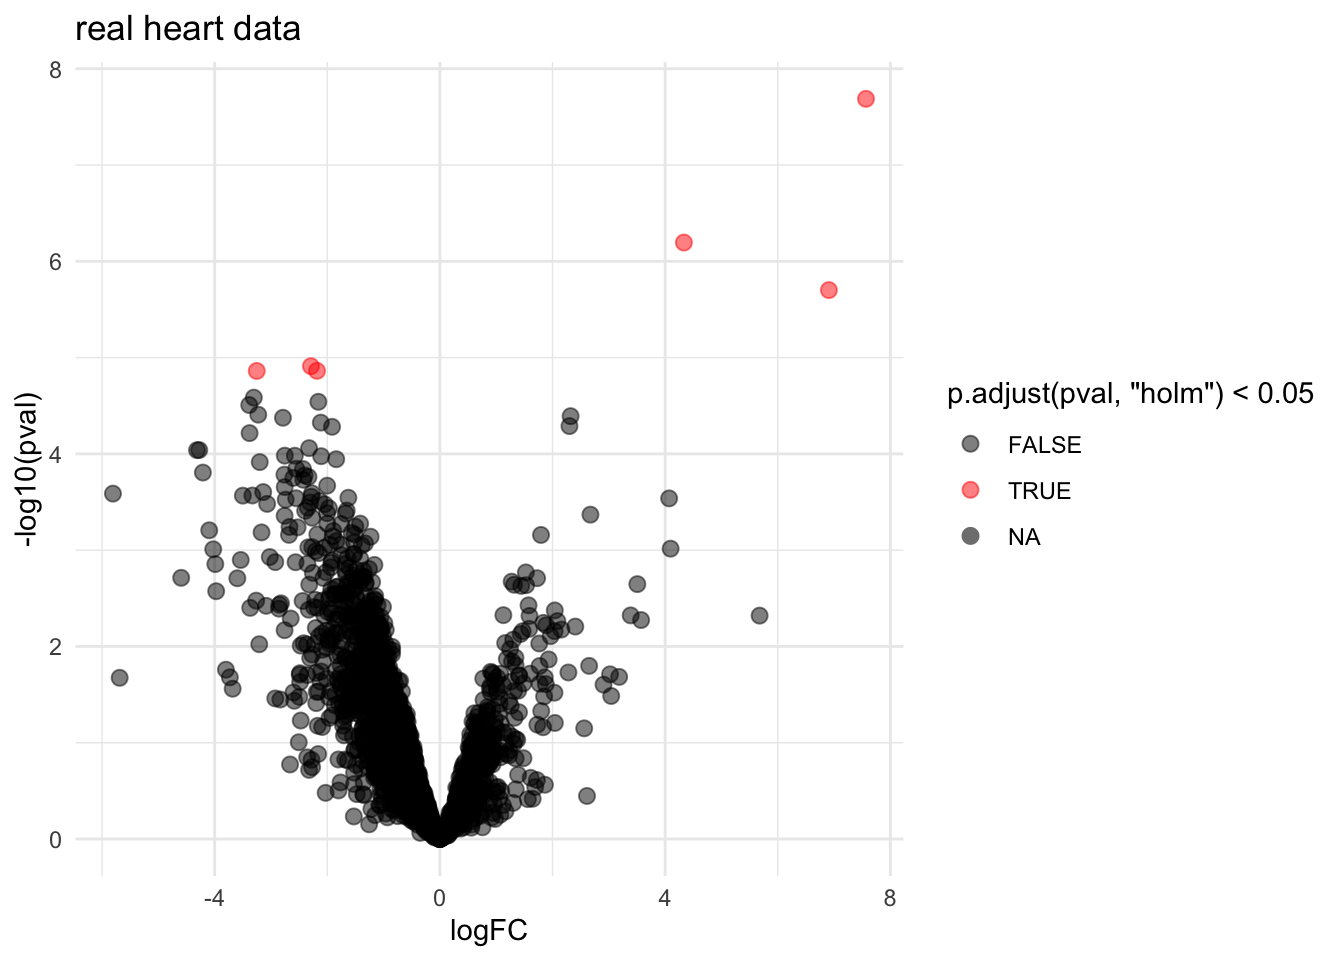 real heart data
8
6
4
2
0
-log10(pval)
-4
0
4
8
logFC
p.adjust(pval, "holm") < 0.05
FALSE
TRUE
NA